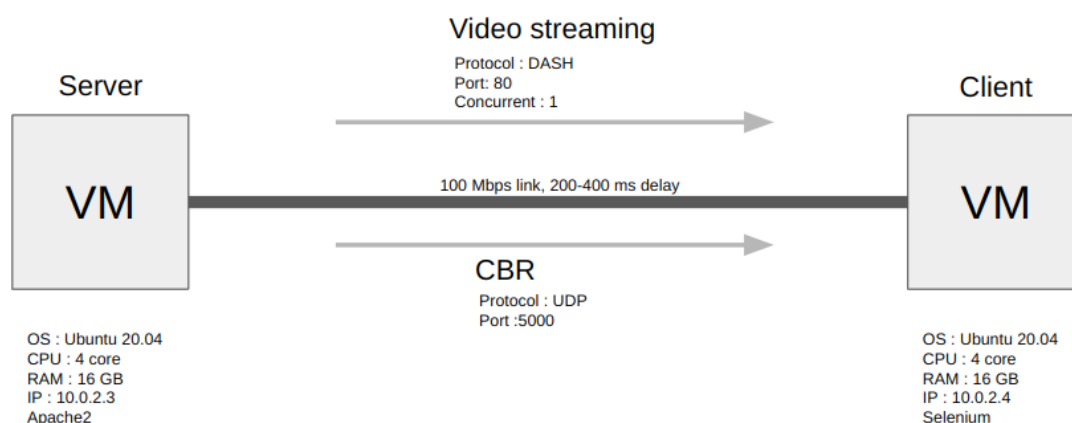 Video streaming
Protocol : DASH
Port: 80
Concurrent : 1
Server
Client
VM
VM
100 Mbps link, 200-400 ms delay
CBR
Protocol : UDP
Port :5000
OS : Ubuntu 20.04
CPU : 4 core
RAM : 16 GB
IP : 10.0.2.3
Apache2
OS : Ubuntu 20.04
CPU : 4 core
RAM : 16 GB
IP : 10.0.2.4
Selenium